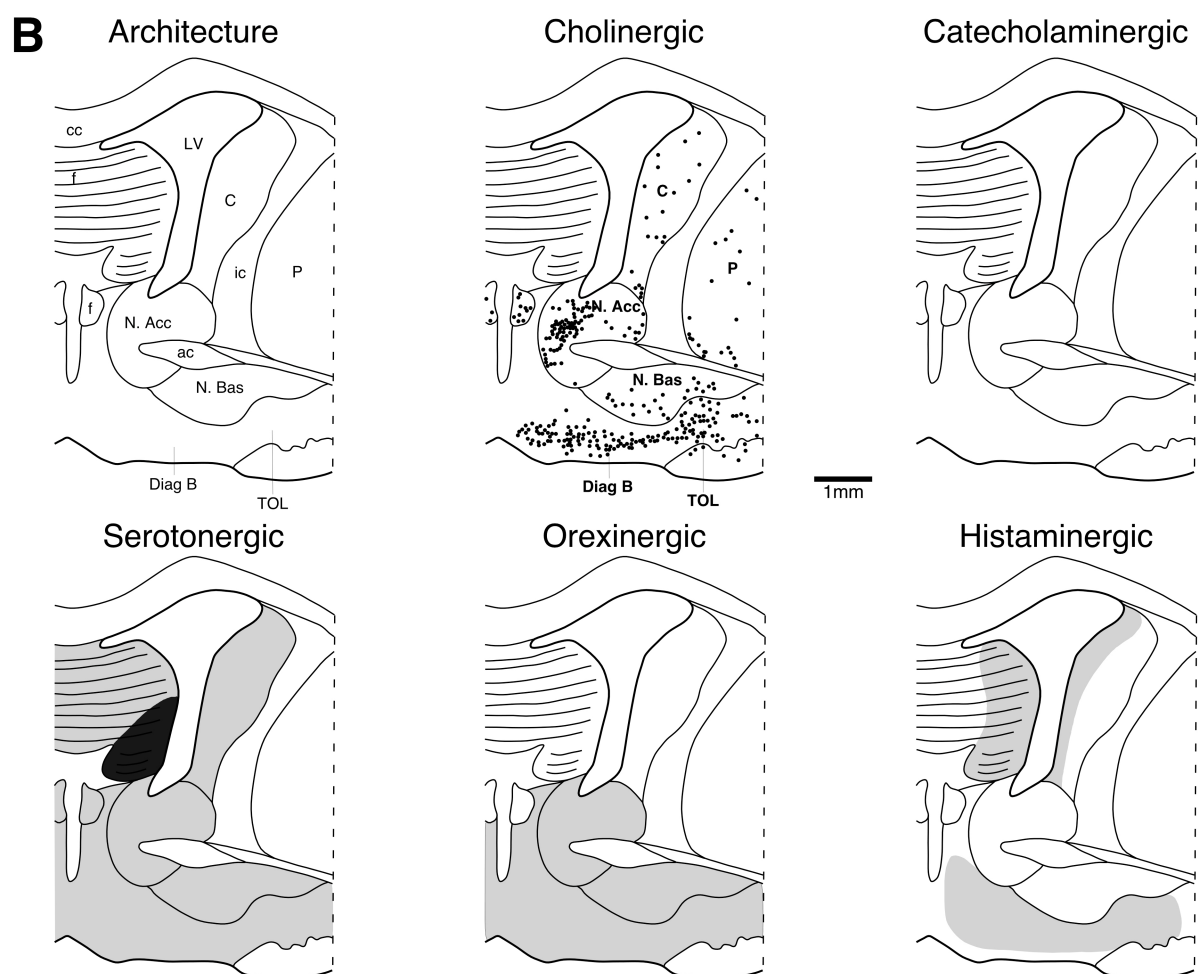 B
Architecture
Cholinergic
Catecholaminergic
cc
LV
f
C
ic
P
f
N. Acc
ac
N. Bas
Diag B
TOL
C
P
N. Acc
N. Bas
Diag B
TOL
1mm
Serotonergic
Orexinergic
Histaminergic